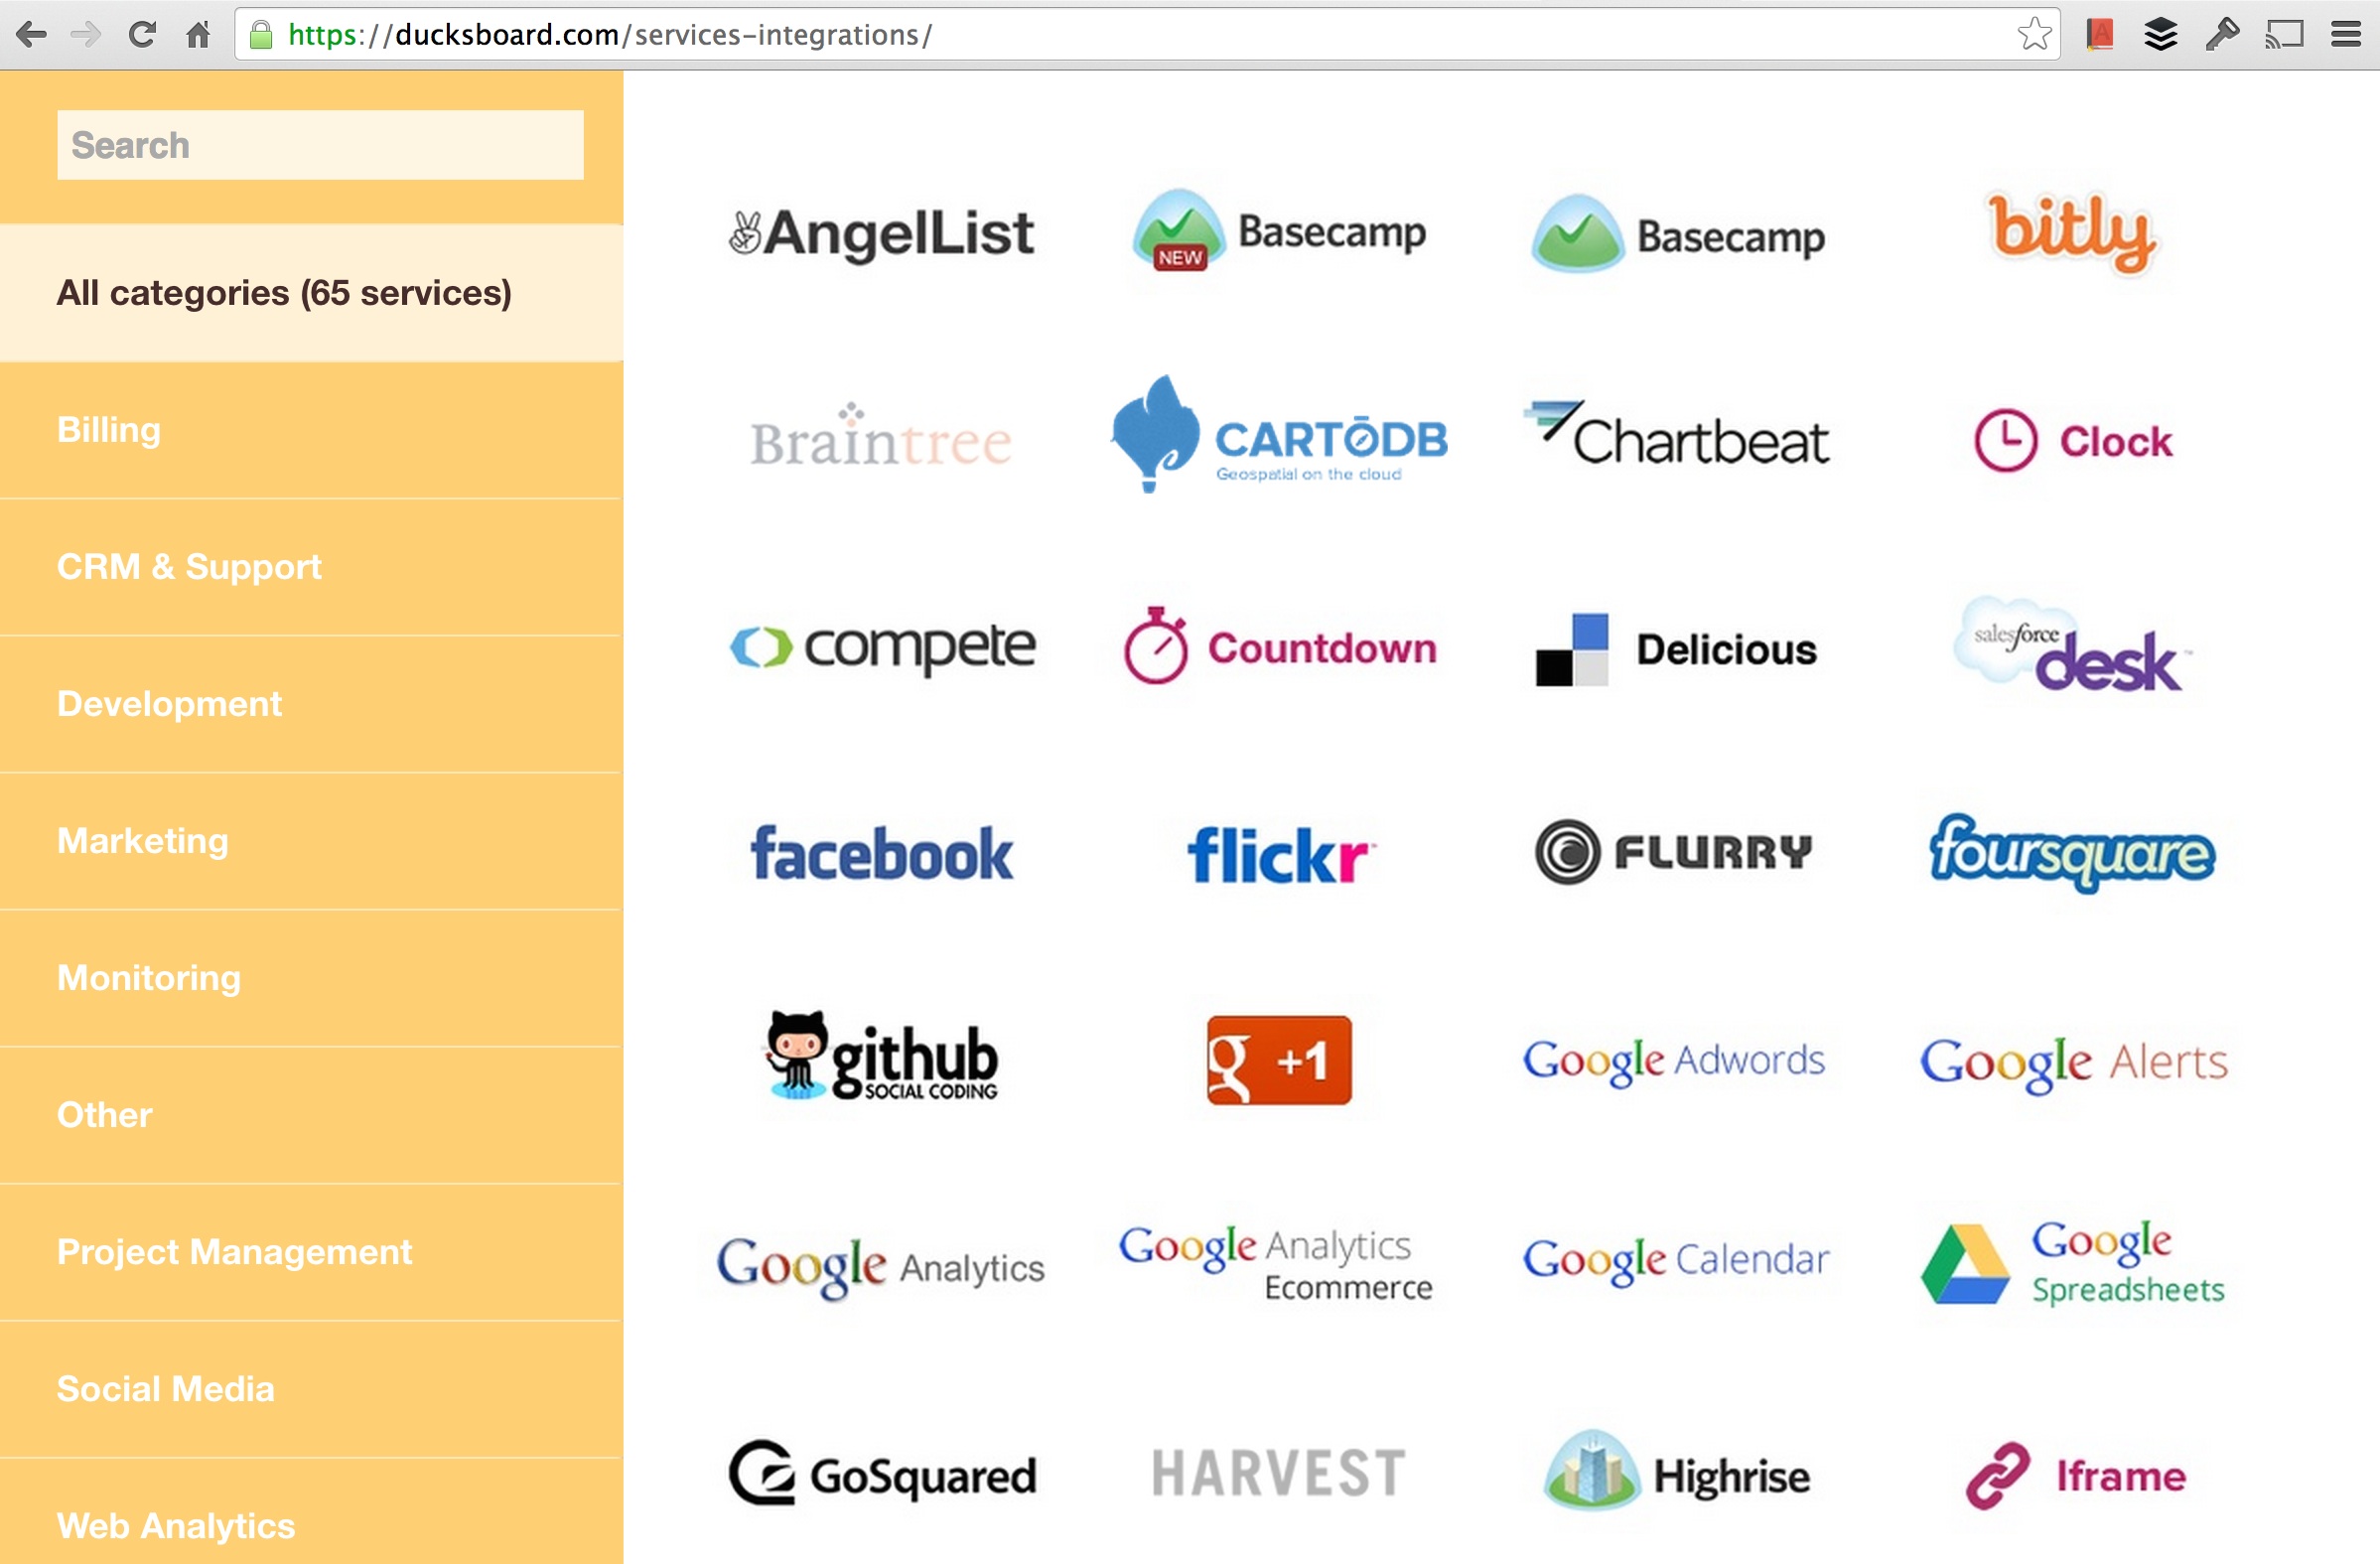 https://ducksboard.com/services-integrations/
Search
All categories (65 services)
Billing
CRM & Support
Development
Marketing
Monitoring
Other
Project Management
Social Media
Web Analytics
AngelList
Basecamp
NEW
Basecamp
bitly
Braintree
CARTODB
Geospatial on the cloud
Chartbeat
Clock
compete
Countdown
Delicious
salesforce
desk™
facebook
flickr
FLURRY
foursquare
github
SOCIAL CODING
g +1
Google Adwords
Google Alerts
Google Analytics
Google Analytics
Ecommerce
Google Calendar
Google
Spreadsheets
GoSquared
HARVEST
Highrise
Iframe